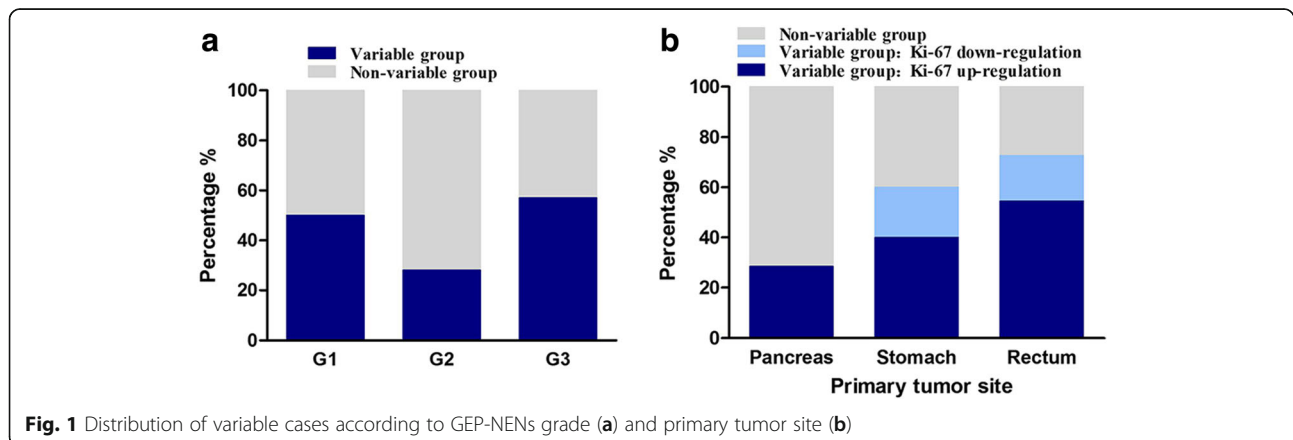 a
Variable group
Non-variable group
Percentage %
100
80
60
40
20
0
G1
G2
G3
b
Non-variable group
Variable group: Ki-67 down-regulation
Variable group: Ki-67 up-regulation
Percentage %
100
80
60
40
20
0
Pancreas
Stomach
Rectum
Primary tumor site
Fig. 1 Distribution of variable cases according to GEP-NENs grade (a) and primary tumor site (b)